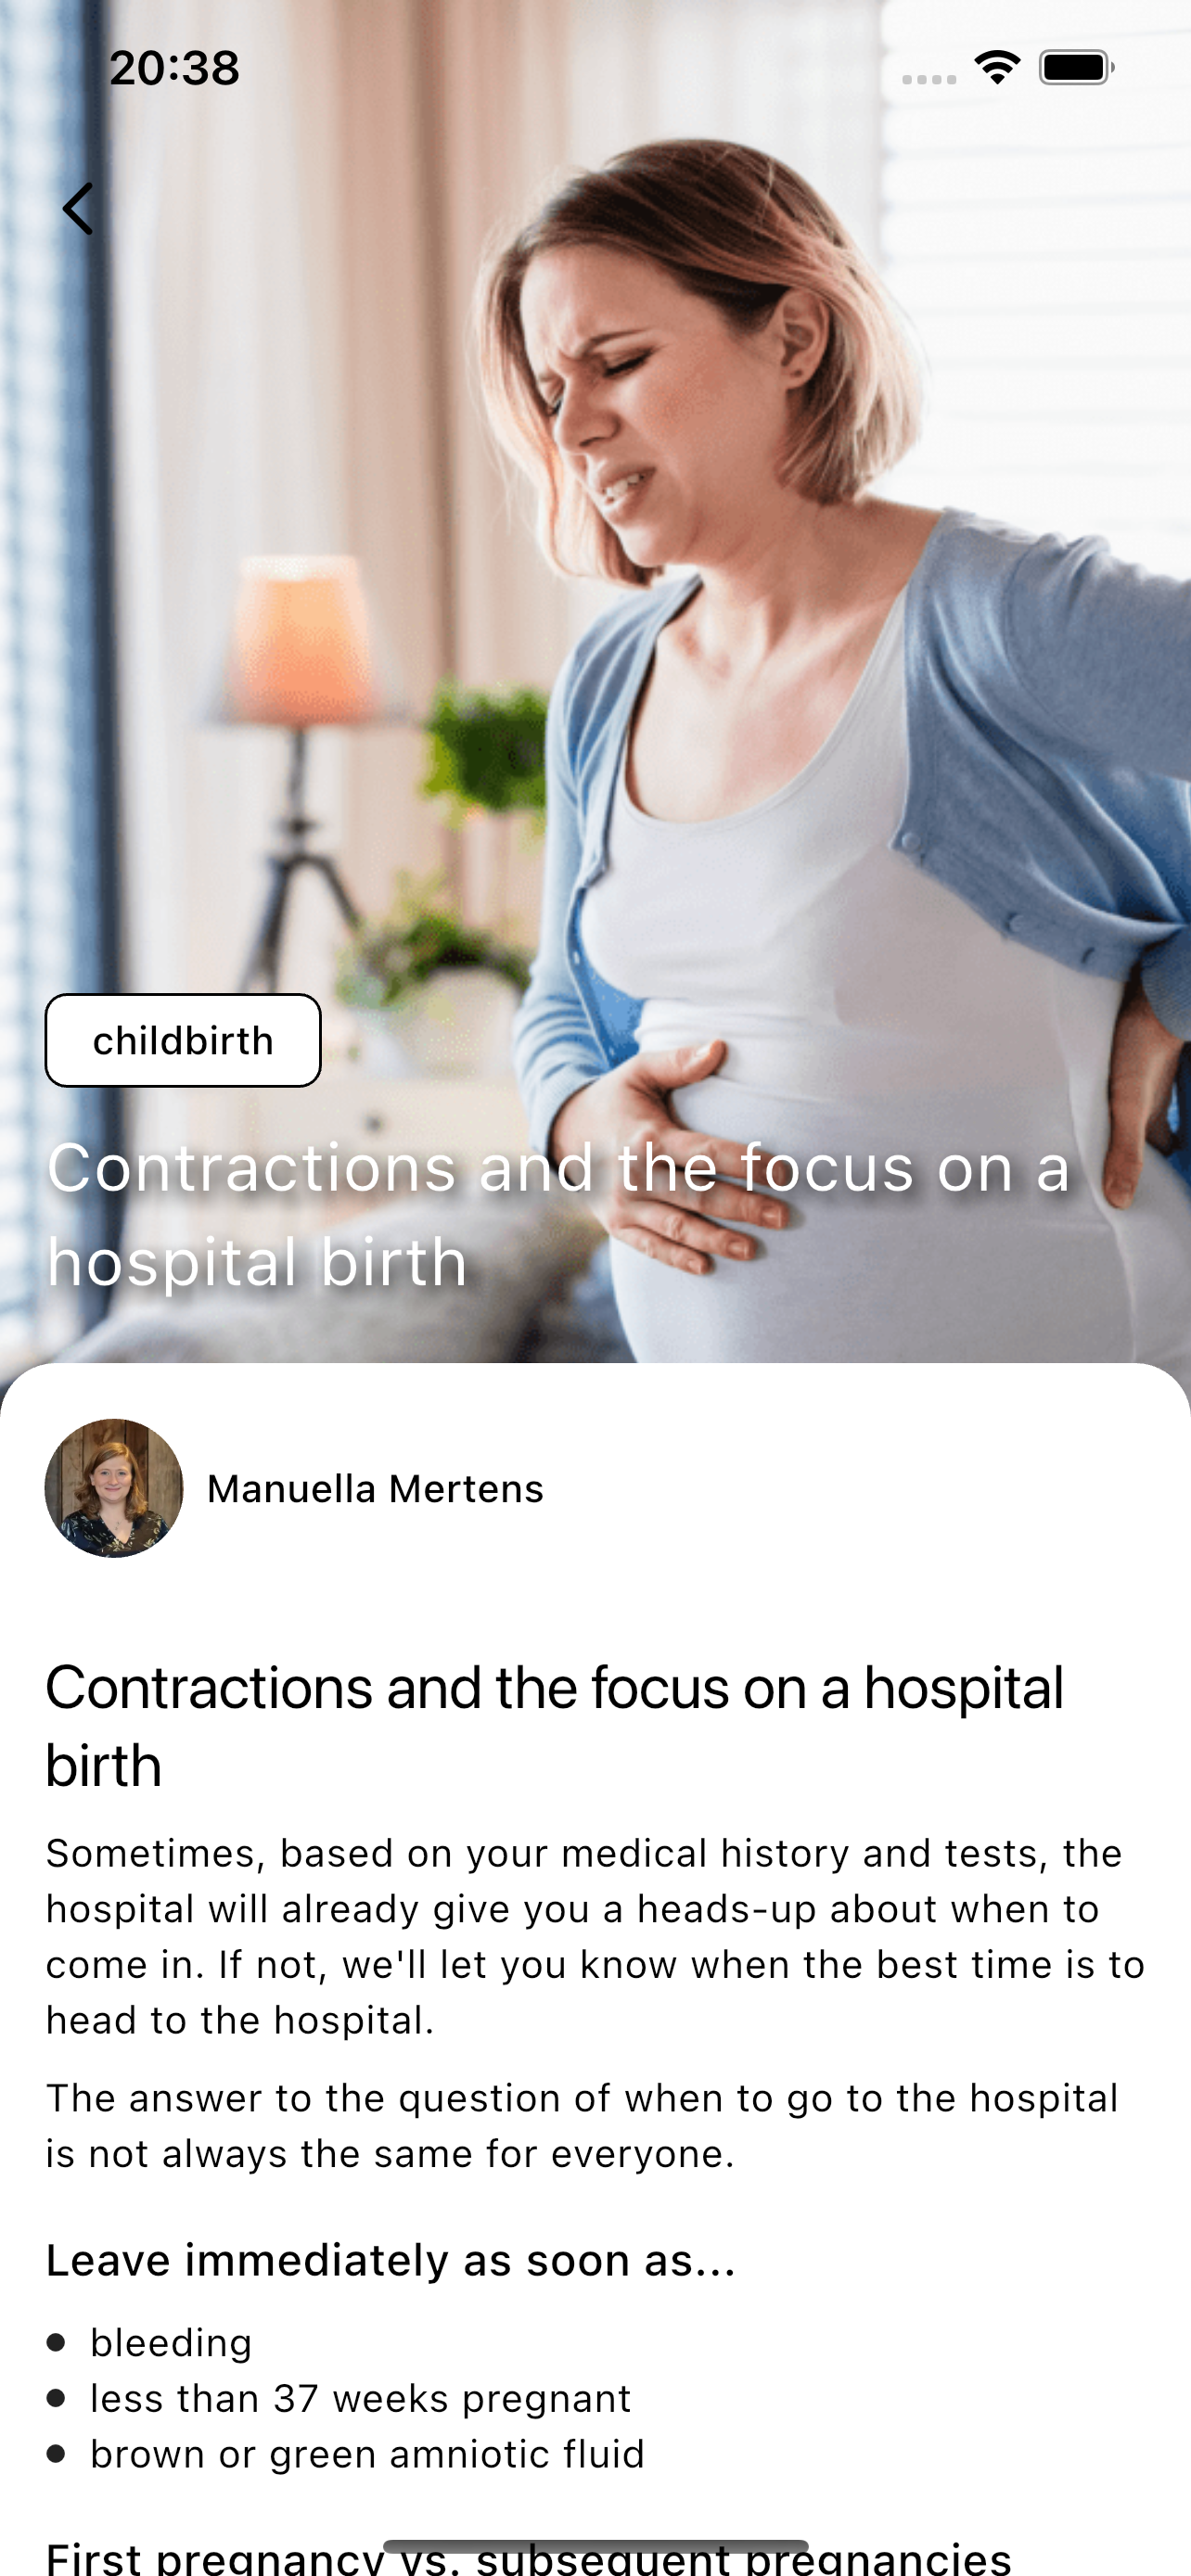 20:38
childbirth
Contractions and the focus on a
hospital birth
Manuella Mertens
Contractions and the focus on a hospital
birth
Sometimes, based on your medical history and tests, the
hospital will already give you a heads-up about when to
come in. If not, we'll let you know when the best time is to
head to the hospital.
The answer to the question of when to go to the hospital
is not always the same for everyone.
Leave immediately as soon as...
bleeding
less than 37 weeks pregnant
brown or green amniotic fluid
First pregnancy vs. subsequent pregnancies